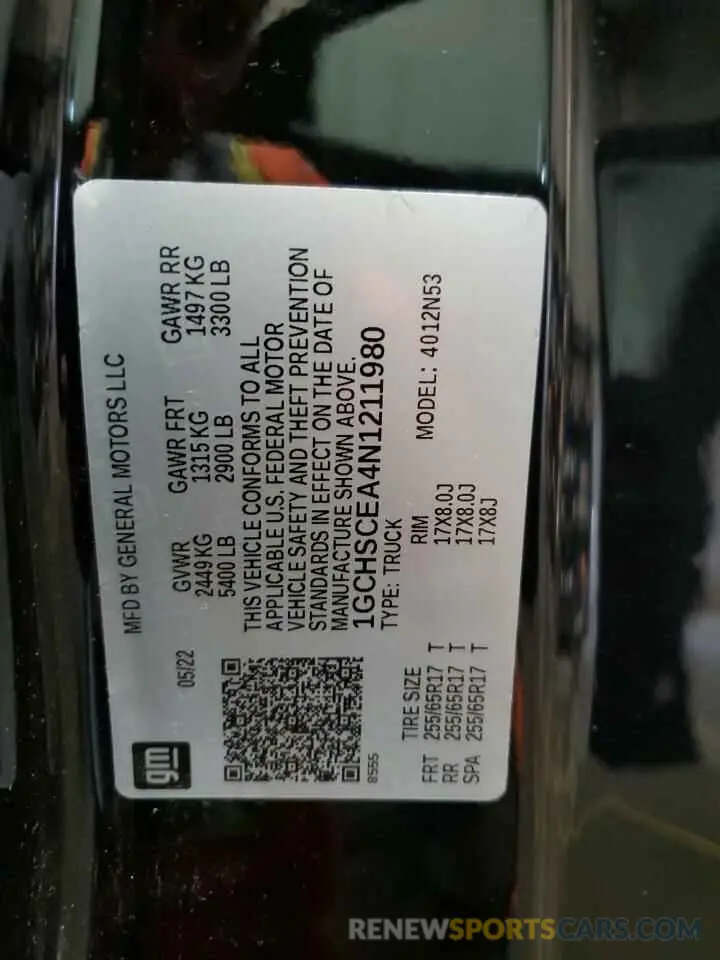 gm
MFD BY GENERAL MOTORS LLC
05/22
GVWR GAWR FRT GAWR RR
2449 KG 1315 KG 1497 KG
5400 LB 2900 LB 3300 LB
THIS VEHICLE CONFORMS TO ALL
APPLICABLE U.S. FEDERAL MOTOR
VEHICLE SAFETY AND THEFT PREVENTION
STANDARDS IN EFFECT ON THE DATE OF
MANUFACTURE SHOWN ABOVE.
1GCHSCEA4N1211980
8555
TYPE: TRUCK
TIRE SIZE RIM MODEL: 4012N53
FRT 255/65R17 T 17X8.0J
RR 255/65R17 T 17X8.0J
SPA 255/65R17 T 17X8J
RENEWSPORTSCARS.COM